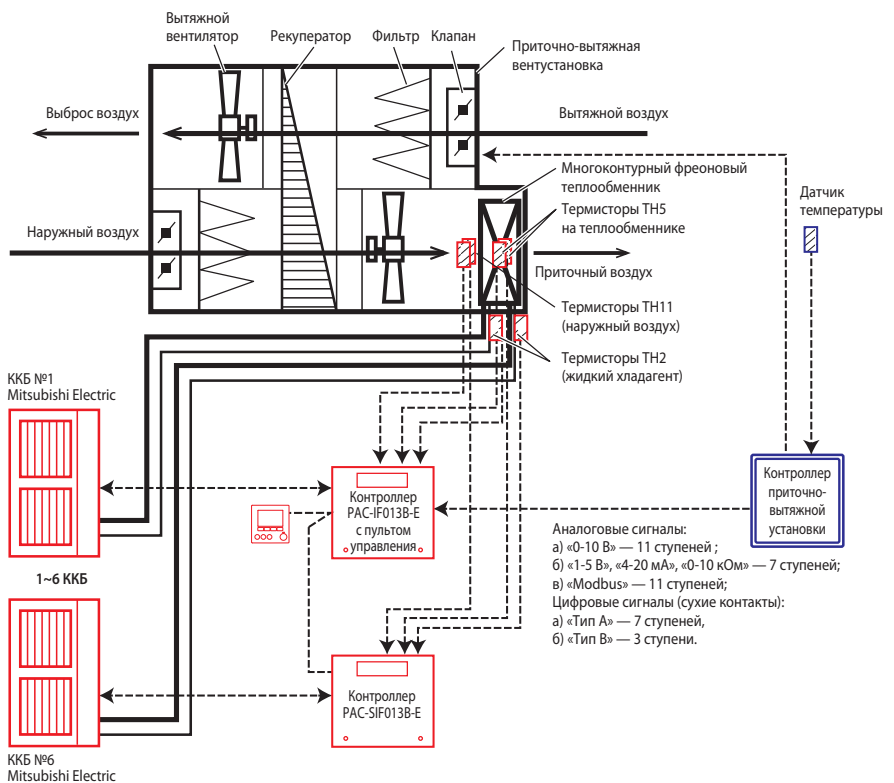 Вытяжной
вентилятор
Рекуператор
Фильтр
Клапан
Приточно-вытяжная
вентустановка
Выброс воздух
Вытяжной воздух
Многоконтурный фреоновый
теплообменник
Термисторы TH5
на теплообменнике
Датчик
температуры
Наружный воздух
Приточный воздух
Термисторы TH11
(наружный воздух)
Термисторы TH2
(жидкий хладагент)
ККБ №1
Mitsubishi Electric
Контроллер
PAC-IF013B-E
с пультом
управления
Контроллер
приточно-
вытяжной
установки
Аналоговые сигналы:
а) «0-10 В» — 11 ступеней ;
б) «1-5 В», «4-20 мА», «0-10 кОм» — 7 ступеней;
в) «Modbus» — 11 ступеней;
Цифровые сигналы (сухие контакты):
а) «Тип А» — 7 ступеней,
б) «Тип В» — 3 ступени.
1~6 ККБ
Контроллер
PAC-SIF013B-E
ККБ №6
Mitsubishi Electric